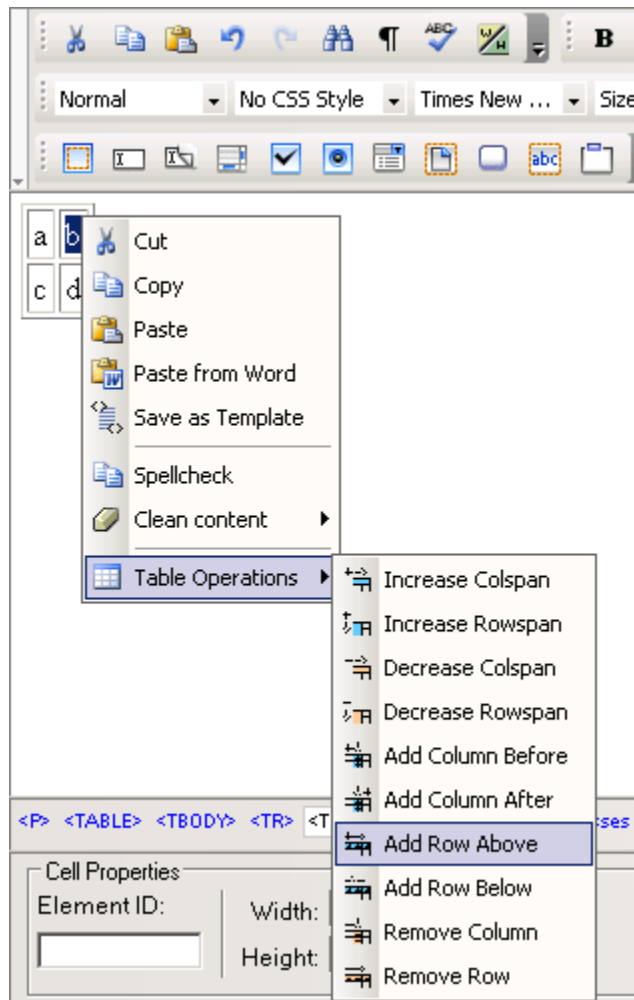 ABC
W/H
B
Normal
No CSS Style
Times New ...
Size
abc
a b
c d
Cut
Copy
Paste
Paste from Word
Save as Template
Spellcheck
Clean content
Table Operations
Increase Colspan
Increase Rowspan
Decrease Colspan
Decrease Rowspan
Add Column Before
Add Column After
Add Row Above
Add Row Below
Remove Column
Remove Row
<P> <TABLE> <TBODY> <TR> <T
Cell Properties
Element ID:
Width:
Height: